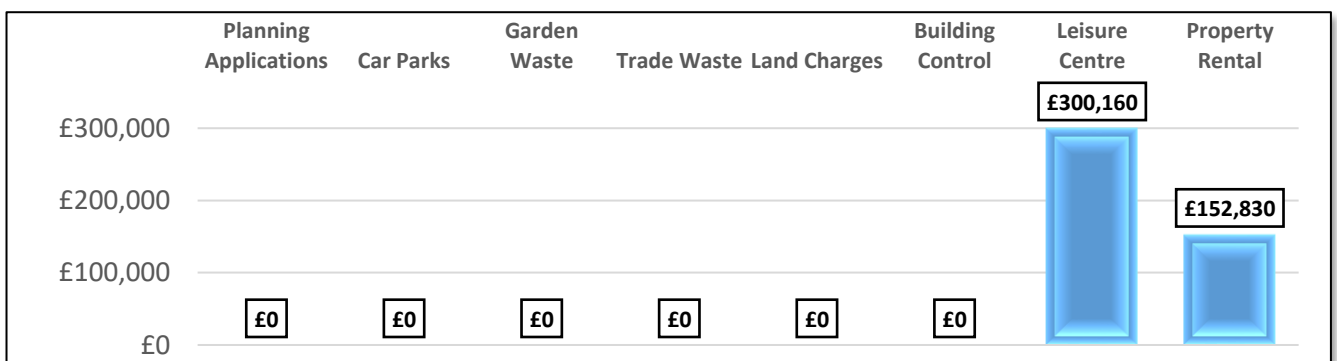 Planning Applications
Car Parks
Garden Waste
Trade Waste
Land Charges
Building Control
Leisure Centre
Property Rental
£300,000
£200,000
£100,000
£0
£0
£0
£0
£0
£0
£0
£300,160
£152,830